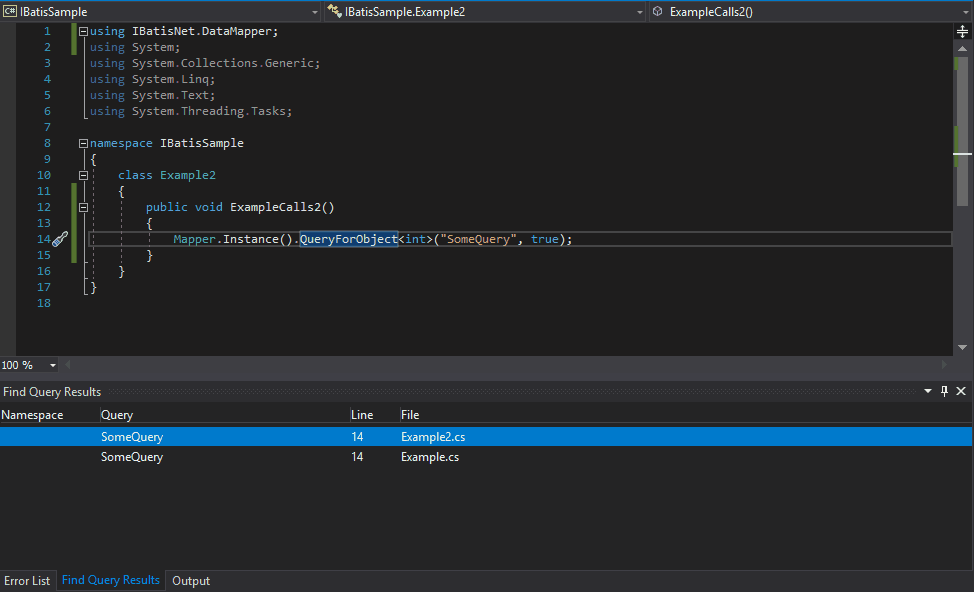 C# IBatisSample IBatisSample.Example2 ExampleCalls2()
1 using IBatisNet.DataMapper;
2 using System;
3 using System.Collections.Generic;
4 using System.Linq;
5 using System.Text;
6 using System.Threading.Tasks;
7
8 namespace IBatisSample
9 {
10 class Example2
11 {
12 public void ExampleCalls2()
13 {
14 Mapper.Instance().QueryForObject<int>("SomeQuery", true);
15 }
16 }
17 }
18
100 %
Find Query Results
Namespace Query Line File
SomeQuery 14 Example2.cs
SomeQuery 14 Example.cs
Error List Find Query Results Output